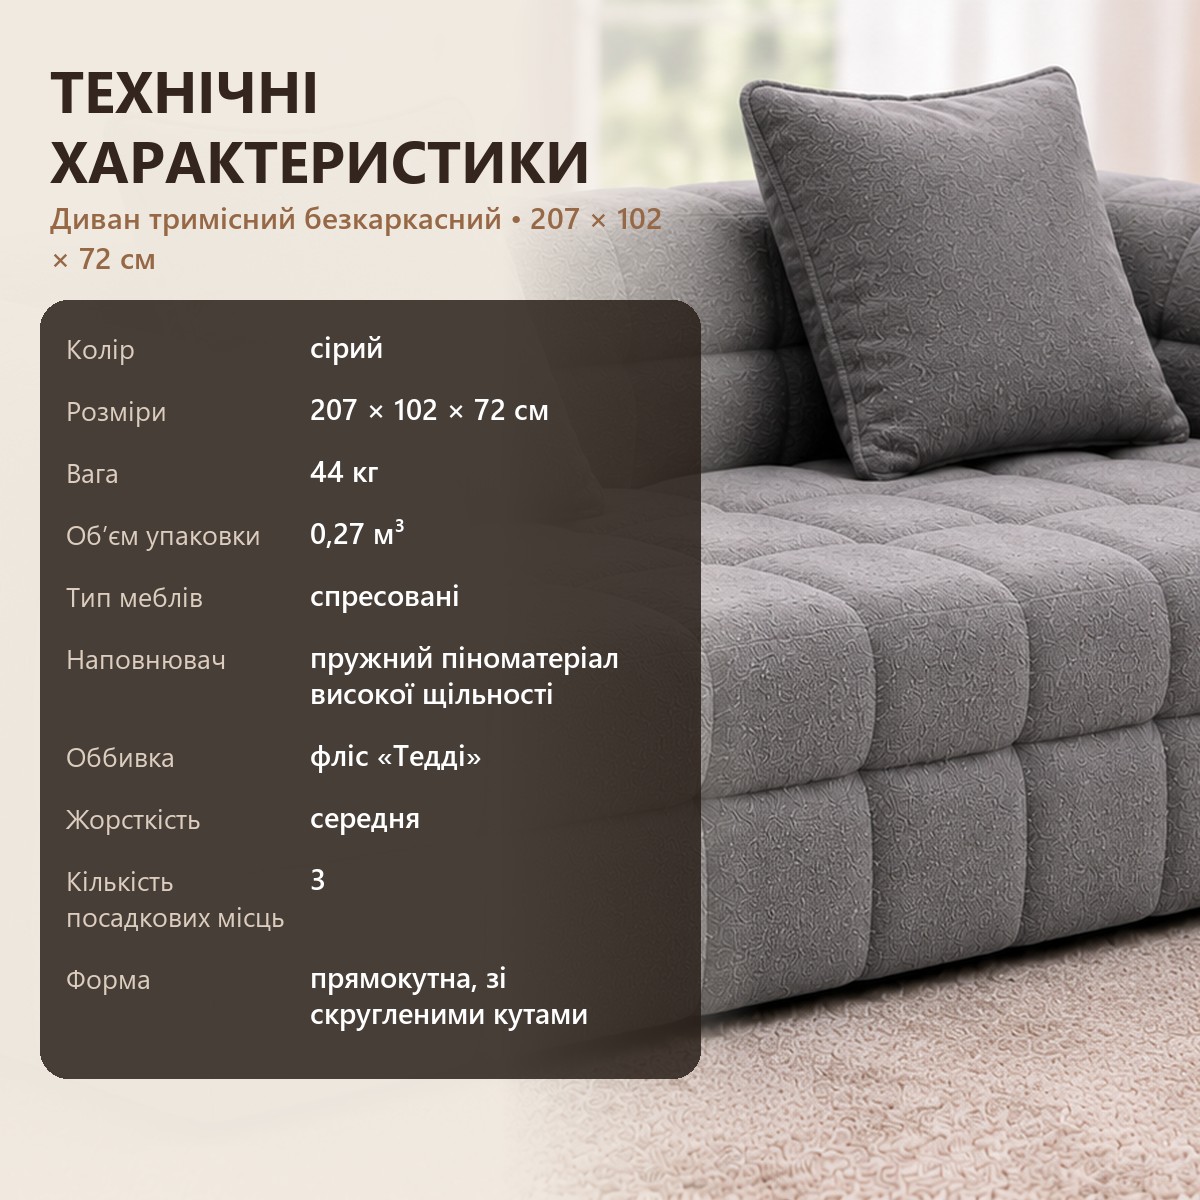 ТЕХНІЧНІ
ХАРАКТЕРИСТИКИ
Диван тримісний безкаркасний • 207 × 102
× 72 см
Колір сірий
Розміри 207 × 102 × 72 см
Вага 44 кг
Об’єм упаковки 0,27 м³
Тип меблів спресовані
Наповнювач пружний піноматеріал
високої щільності
Оббивка фліс «Тедді»
Жорсткість середня
Кількість 3
посадкових місць
Форма прямокутна, зі
скругленими кутами